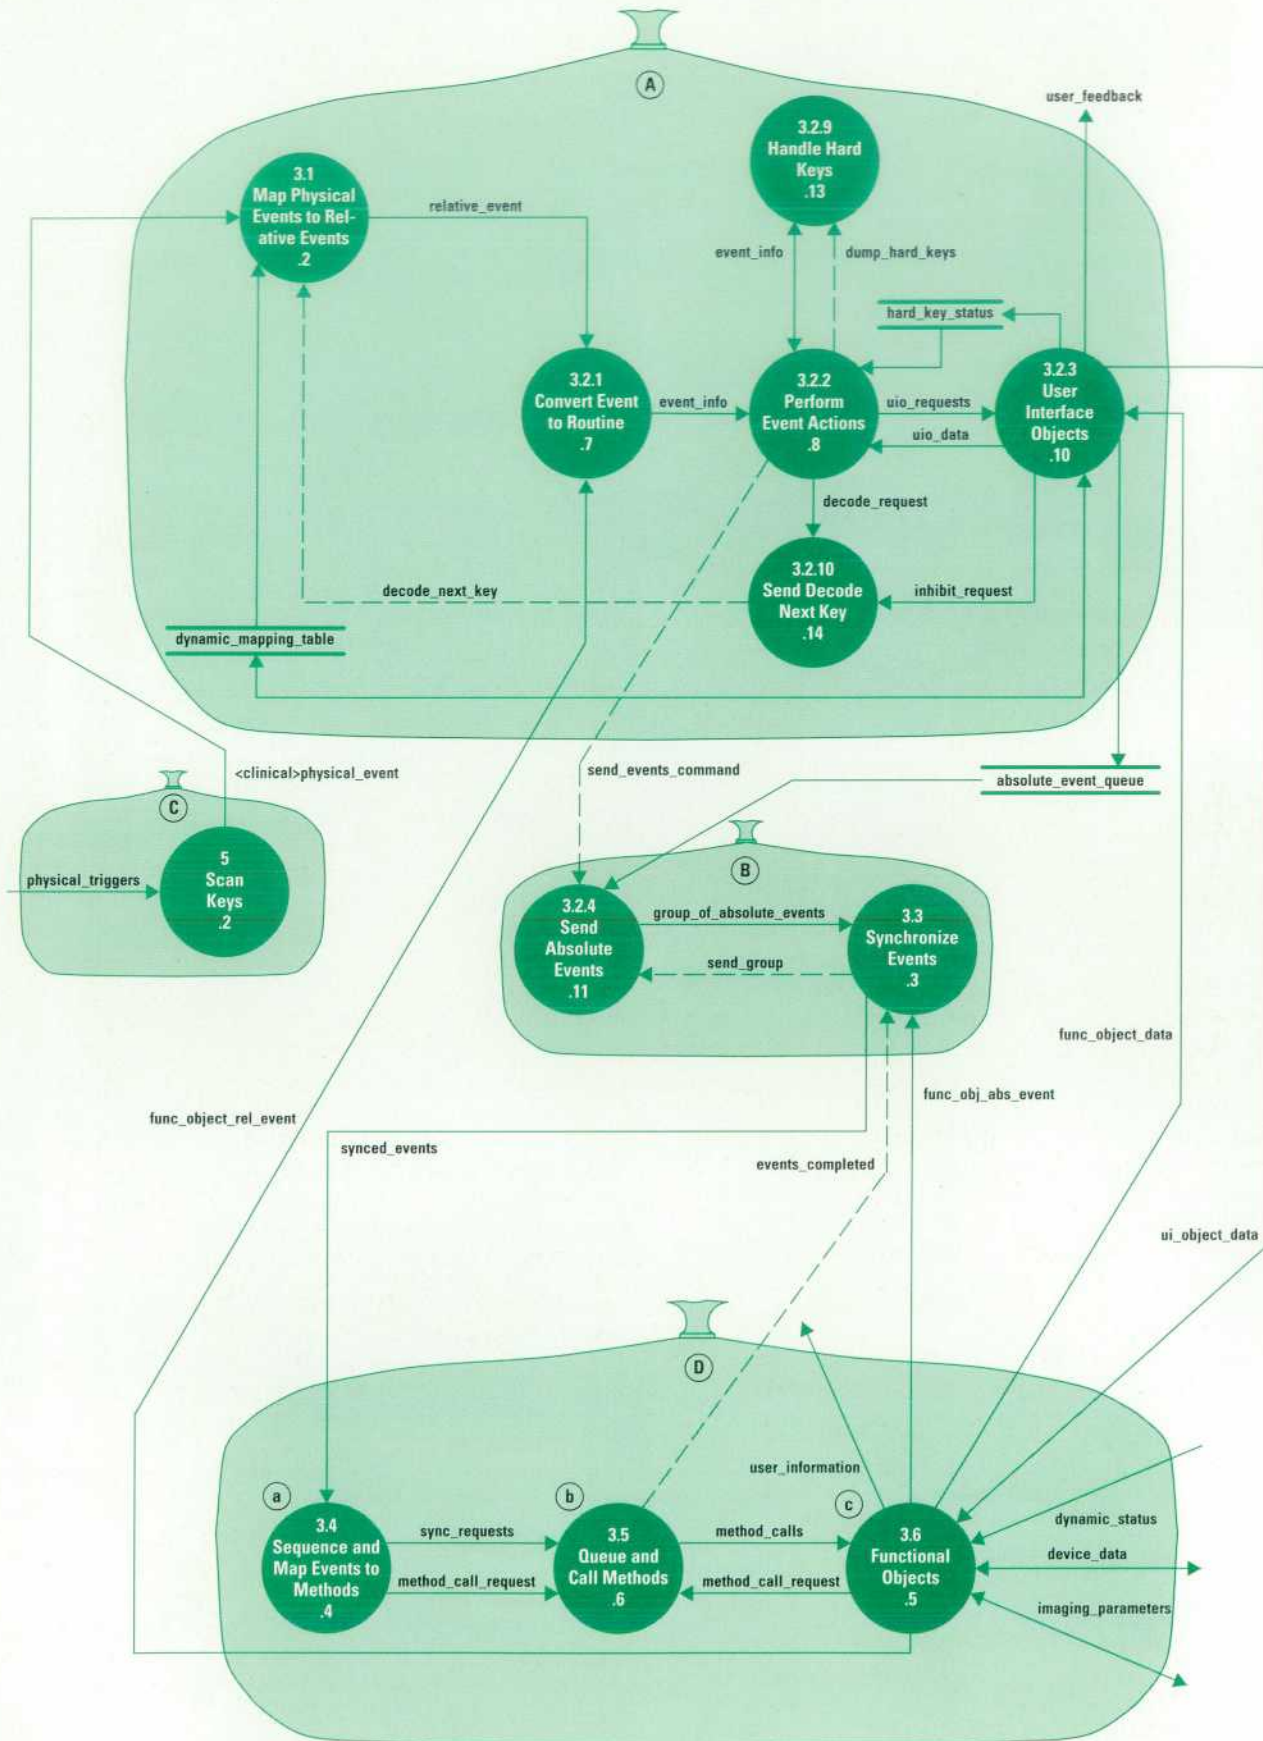 A
user_feedback
3.2.9
Handle Hard
Keys
.13
3.1
Map Physical
Events to Rel-
ative Events
.2
relative_event
event_info
dump_hard_keys
hard_key_status
3.2.1
Convert Event
to Routine
.7
event_info
3.2.2
Perform
Event Actions
.8
uio_requests
uio_data
3.2.3
User
Interface
Objects
.10
decode_request
3.2.10
Send Decode
Next Key
.14
decode_next_key
inhibit_request
dynamic_mapping_table
<clinical>physical_event
send_events_command
absolute_event_queue
C
physical_triggers
5
Scan
Keys
.2
B
3.2.4
Send
Absolute
Events
.11
group_of_absolute_events
send_group
3.3
Synchronize
Events
.3
func_object_data
func_object_rel_event
func_obj_abs_event
synced_events
events_completed
ui_object_data
D
user_information
a
3.4
Sequence and
Map Events to
Methods
.4
sync_requests
method_call_request
b
3.5
Queue and
Call Methods
.6
method_calls
method_call_request
c
3.6
Functional
Objects
.5
dynamic_status
device_data
imaging_parameters